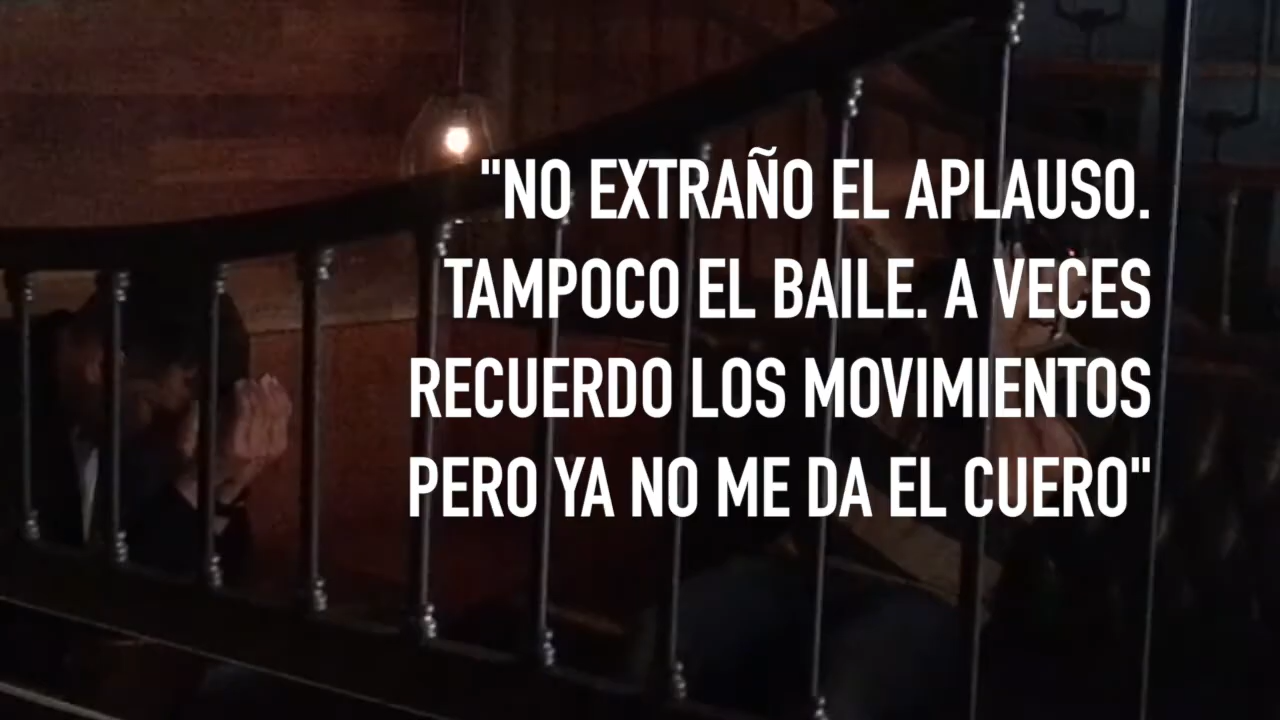 "NO EXTRAÑO EL APLAUSO.
TAMPOCO EL BAILE. A VECES
RECUERDO LOS MOVIMIENTOS
PERO YA NO ME DA EL CUERO"